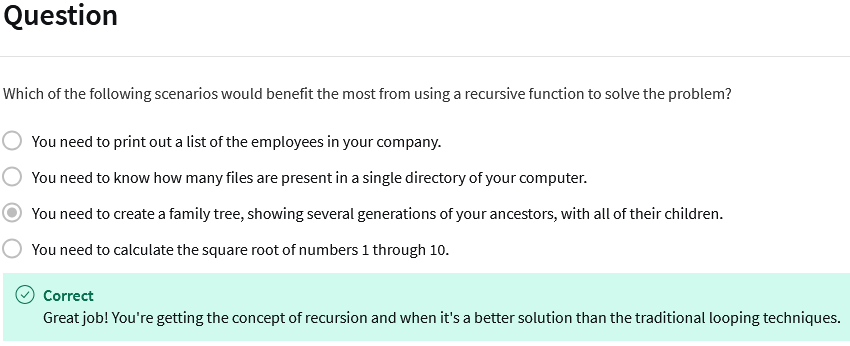 Question
Which of the following scenarios would benefit the most from using a recursive function to solve the problem?
You need to print out a list of the employees in your company.
You need to know how many files are present in a single directory of your computer.
You need to create a family tree, showing several generations of your ancestors, with all of their children.
You need to calculate the square root of numbers 1 through 10.
Correct
Great job! You're getting the concept of recursion and when it's a better solution than the traditional looping techniques.